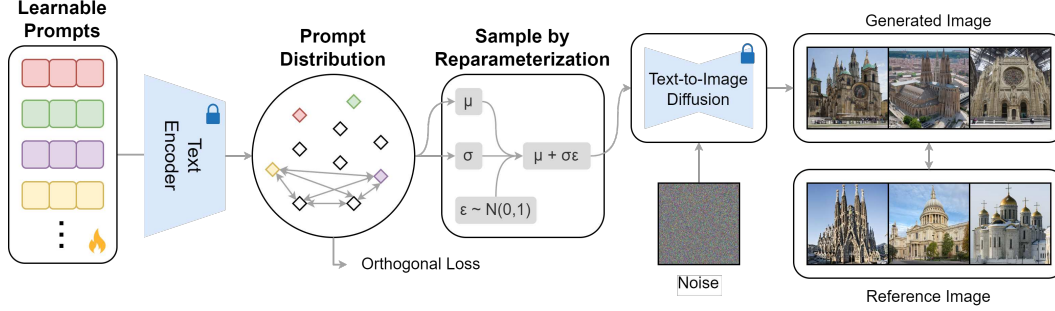 Learnable
Prompts
Text
Encoder
Prompt
Distribution
Orthogonal Loss
Sample by
Reparameterization
μ
σ
ε ~ N(0,1)
μ + σε
Text-to-Image
Diffusion
Noise
Generated Image
Reference Image